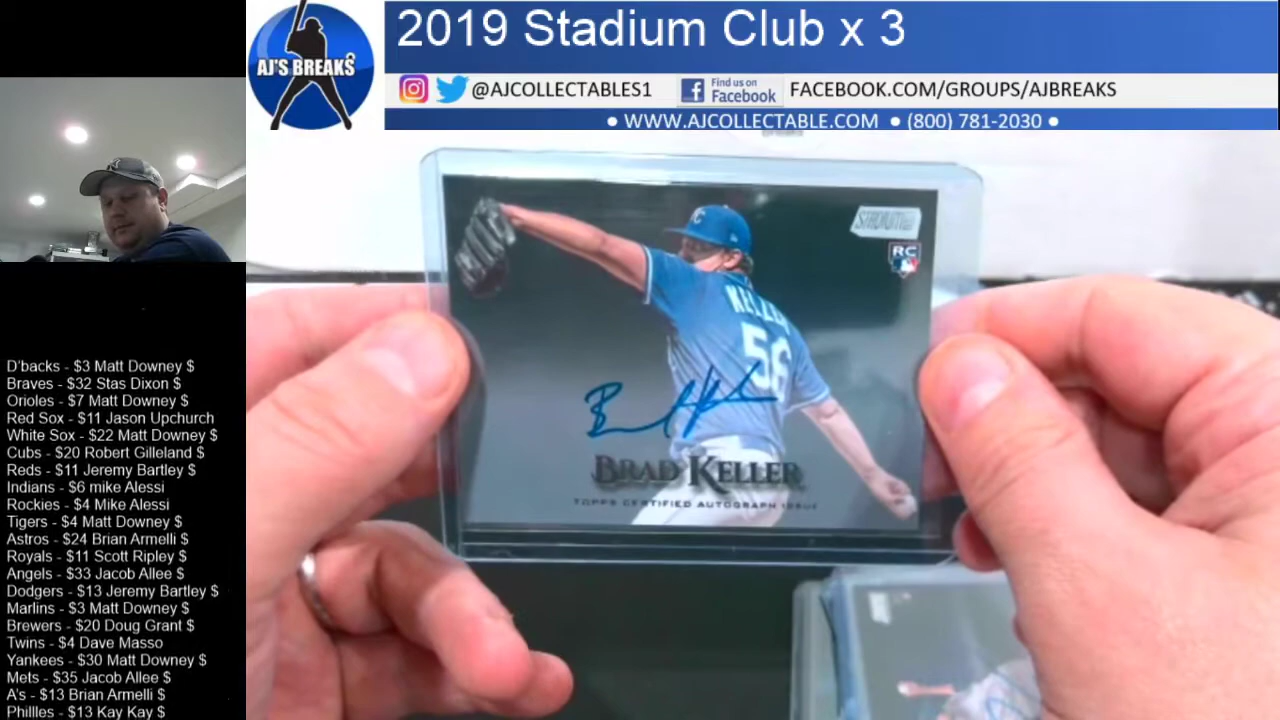 AJ'S BREAKS
2019 Stadium Club x 3
@AJCOLLECTABLES1
Find us on
Facebook
FACEBOOK.COM/GROUPS/AJBREAKS
• WWW.AJCOLLECTABLE.COM • (800) 781-2030 •
STADIUM CLUB
RC
KELLER
56
BRAD KELLER
TOPPS CERTIFIED AUTOGRAPH ISSUE
D'backs - $3 Matt Downey $
Braves - $32 Stas Dixon $
Orioles - $7 Matt Downey $
Red Sox - $11 Jason Upchurch
White Sox - $22 Matt Downey $
Cubs - $20 Robert Gilleland $
Reds - $11 Jeremy Bartley $
Indians - $6 mike Alessi
Rockies - $4 Mike Alessi
Tigers - $4 Matt Downey $
Astros - $24 Brian Armelli $
Royals - $11 Scott Ripley $
Angels - $33 Jacob Allee $
Dodgers - $13 Jeremy Bartley $
Marlins - $3 Matt Downey $
Brewers - $20 Doug Grant $
Twins - $4 Dave Masso
Yankees - $30 Matt Downey $
Mets - $35 Jacob Allee $
A's - $13 Brian Armelli $
Phillles - $13 Kay Kay $